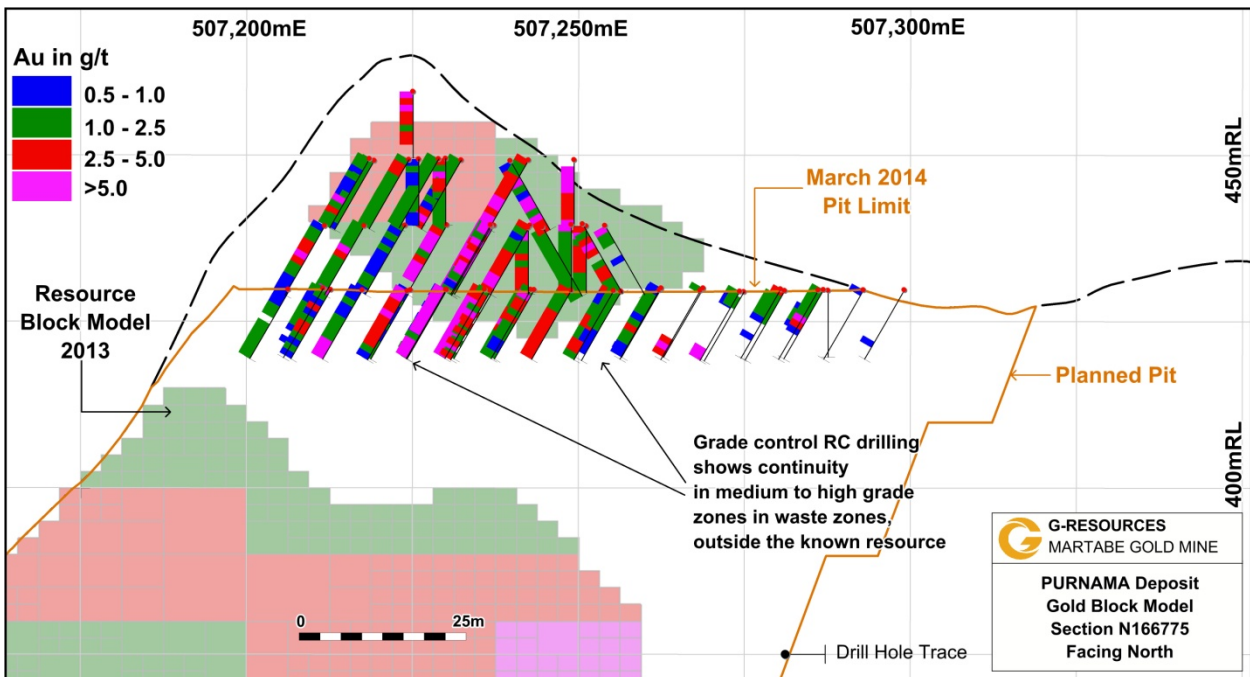 507,200mE
507,250mE
507,300mE
Au in g/t
0.5 - 1.0
1.0 - 2.5
2.5 - 5.0
>5.0
450mRL
March 2014
Pit Limit
Resource
Block Model
2013
Planned Pit
Grade control RC drilling
shows continuity
in medium to high grade
zones in waste zones,
outside the known resource
400mRL
G-RESOURCES
MARTABE GOLD MINE
PURNAMA Deposit
Gold Block Model
Section N166775
Facing North
0
25m
Drill Hole Trace